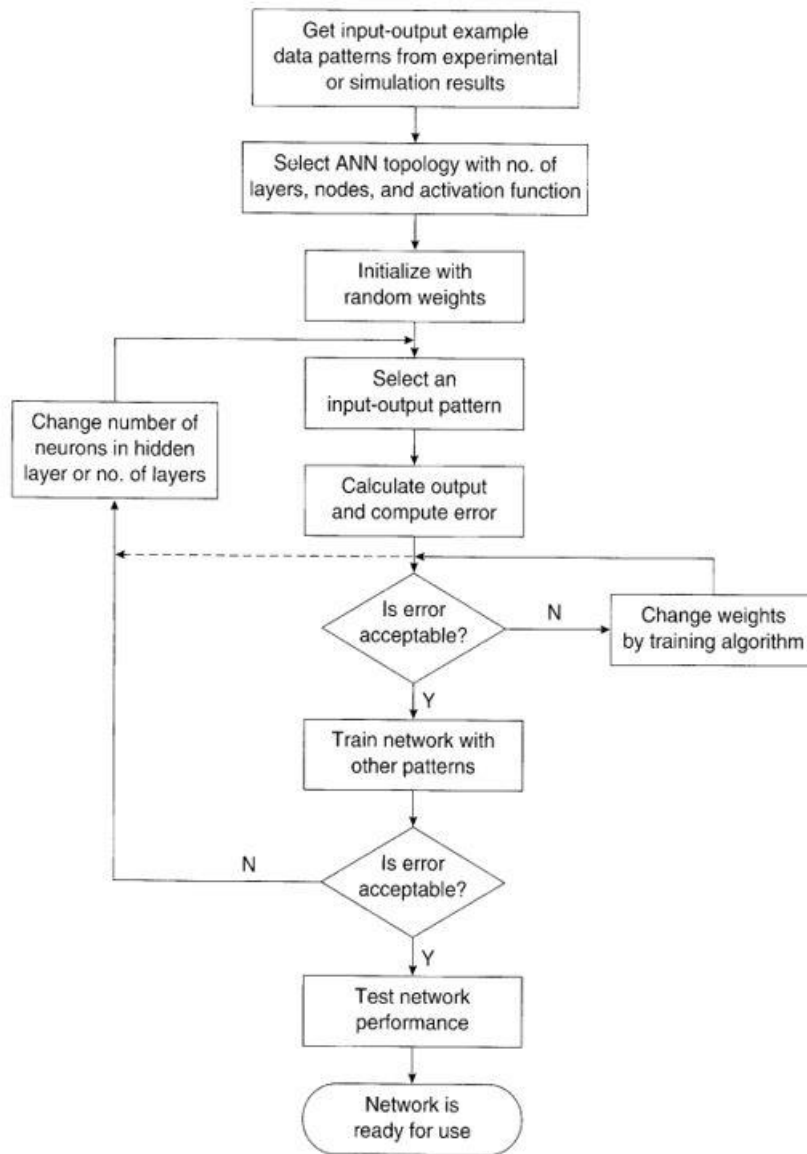 Get input-output example
data patterns from experimental
or simulation results
Select ANN topology with no. of
layers, nodes, and activation function
Initialize with
random weights
Select an
input-output pattern
Change number of
neurons in hidden
layer or no. of layers
Calculate output
and compute error
Is error
acceptable?
N
Change weights
by training algorithm
Y
Train network with
other patterns
N
Is error
acceptable?
Y
Test network
performance
Network is
ready for use